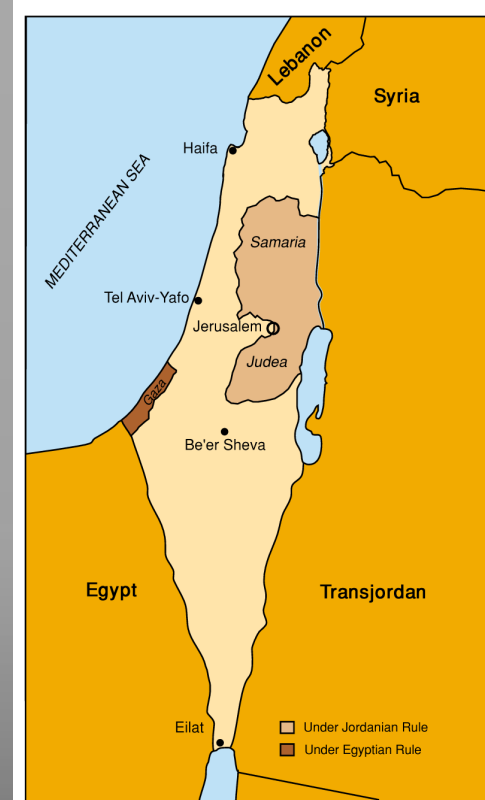 Lebanon
Syria
Haifa
MEDITERRANEAN SEA
Samaria
Tel Aviv-Yafo
Jerusalem
Judea
Gaza
Be'er Sheva
Egypt
Transjordan
Eilat
Under Jordanian Rule
Under Egyptian Rule